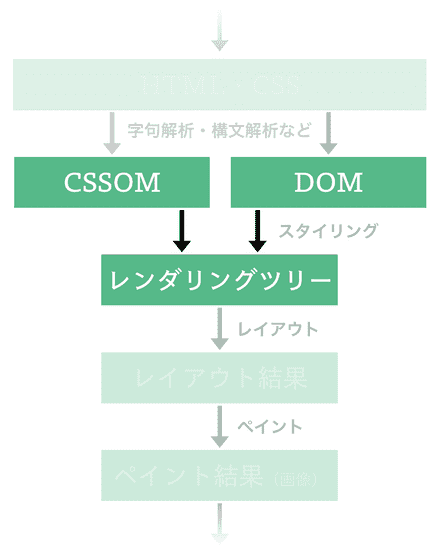 HTML・CSS
字句解析・構文解析など
CSSOM
DOM
スタイリング
レンダリングツリー
レイアウト
レイアウト結果
ペイント
ペイント結果（画像）